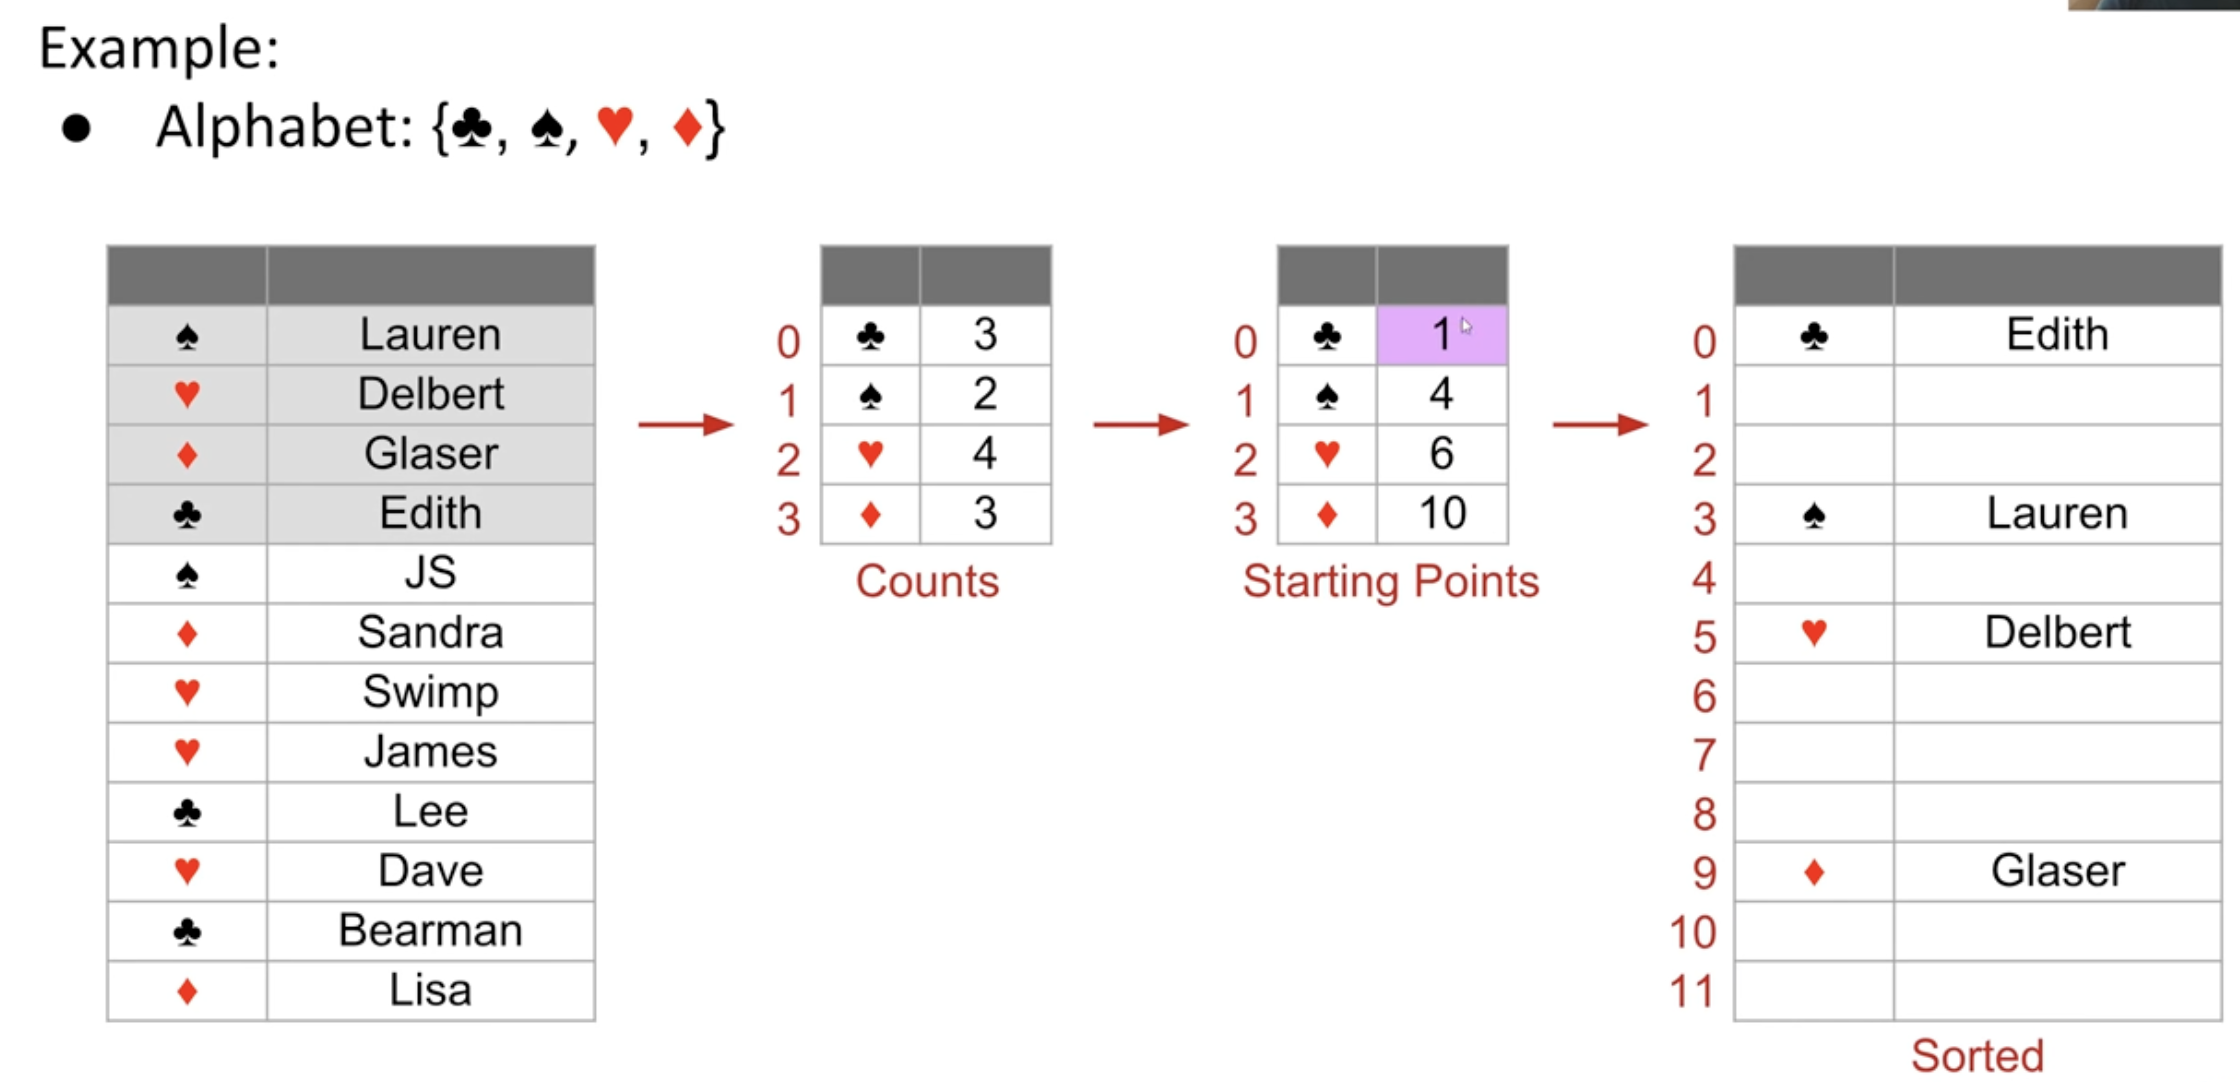 Example:
● Alphabet: {♣, ♠, ♥, ♦}
♠ Lauren
♥ Delbert
♦ Glaser
♣ Edith
♠ JS
♦ Sandra
♥ Swimp
♥ James
♣ Lee
♥ Dave
♣ Bearman
♦ Lisa
0 ♣ 3
1 ♠ 2
2 ♥ 4
3 ♦ 3
Counts
0 ♣ 1
1 ♠ 4
2 ♥ 6
3 ♦ 10
Starting Points
0 ♣ Edith
1
2
3 ♠ Lauren
4
5 ♥ Delbert
6
7
8
9 ♦ Glaser
10
11
Sorted